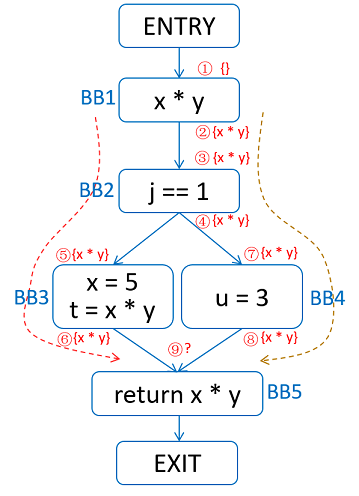 ENTRY
① {}
BB1
x * y
② {x * y}
③ {x * y}
BB2
j == 1
④ {x * y}
⑤ {x * y}
⑦ {x * y}
BB3
x = 5
t = x * y
u = 3
BB4
⑥ {x * y}
⑨ ?
⑧ {x * y}
return x * y
BB5
EXIT